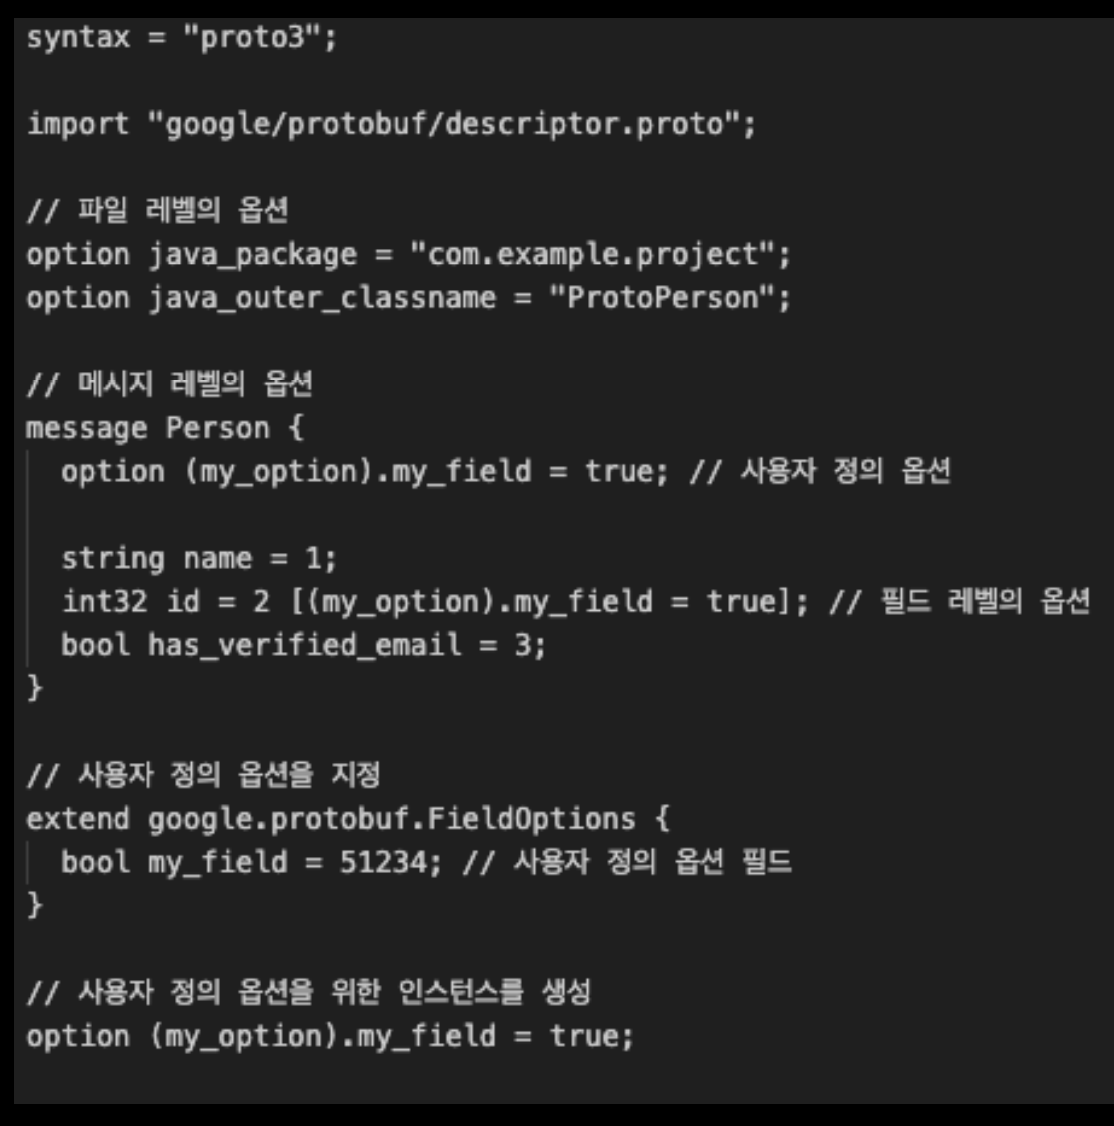 syntax = "proto3";
import "google/protobuf/descriptor.proto";
// 파일 레벨의 옵션
option java_package = "com.example.project";
option java_outer_classname = "ProtoPerson";
// 메시지 레벨의 옵션
message Person {
option (my_option).my_field = true; // 사용자 정의 옵션
string name = 1;
int32 id = 2 [(my_option).my_field = true]; // 필드 레벨의 옵션
bool has_verified_email = 3;
}
// 사용자 정의 옵션을 지정
extend google.protobuf.FieldOptions {
bool my_field = 51234; // 사용자 정의 옵션 필드
}
// 사용자 정의 옵션을 위한 인스턴스를 생성
option (my_option).my_field = true;